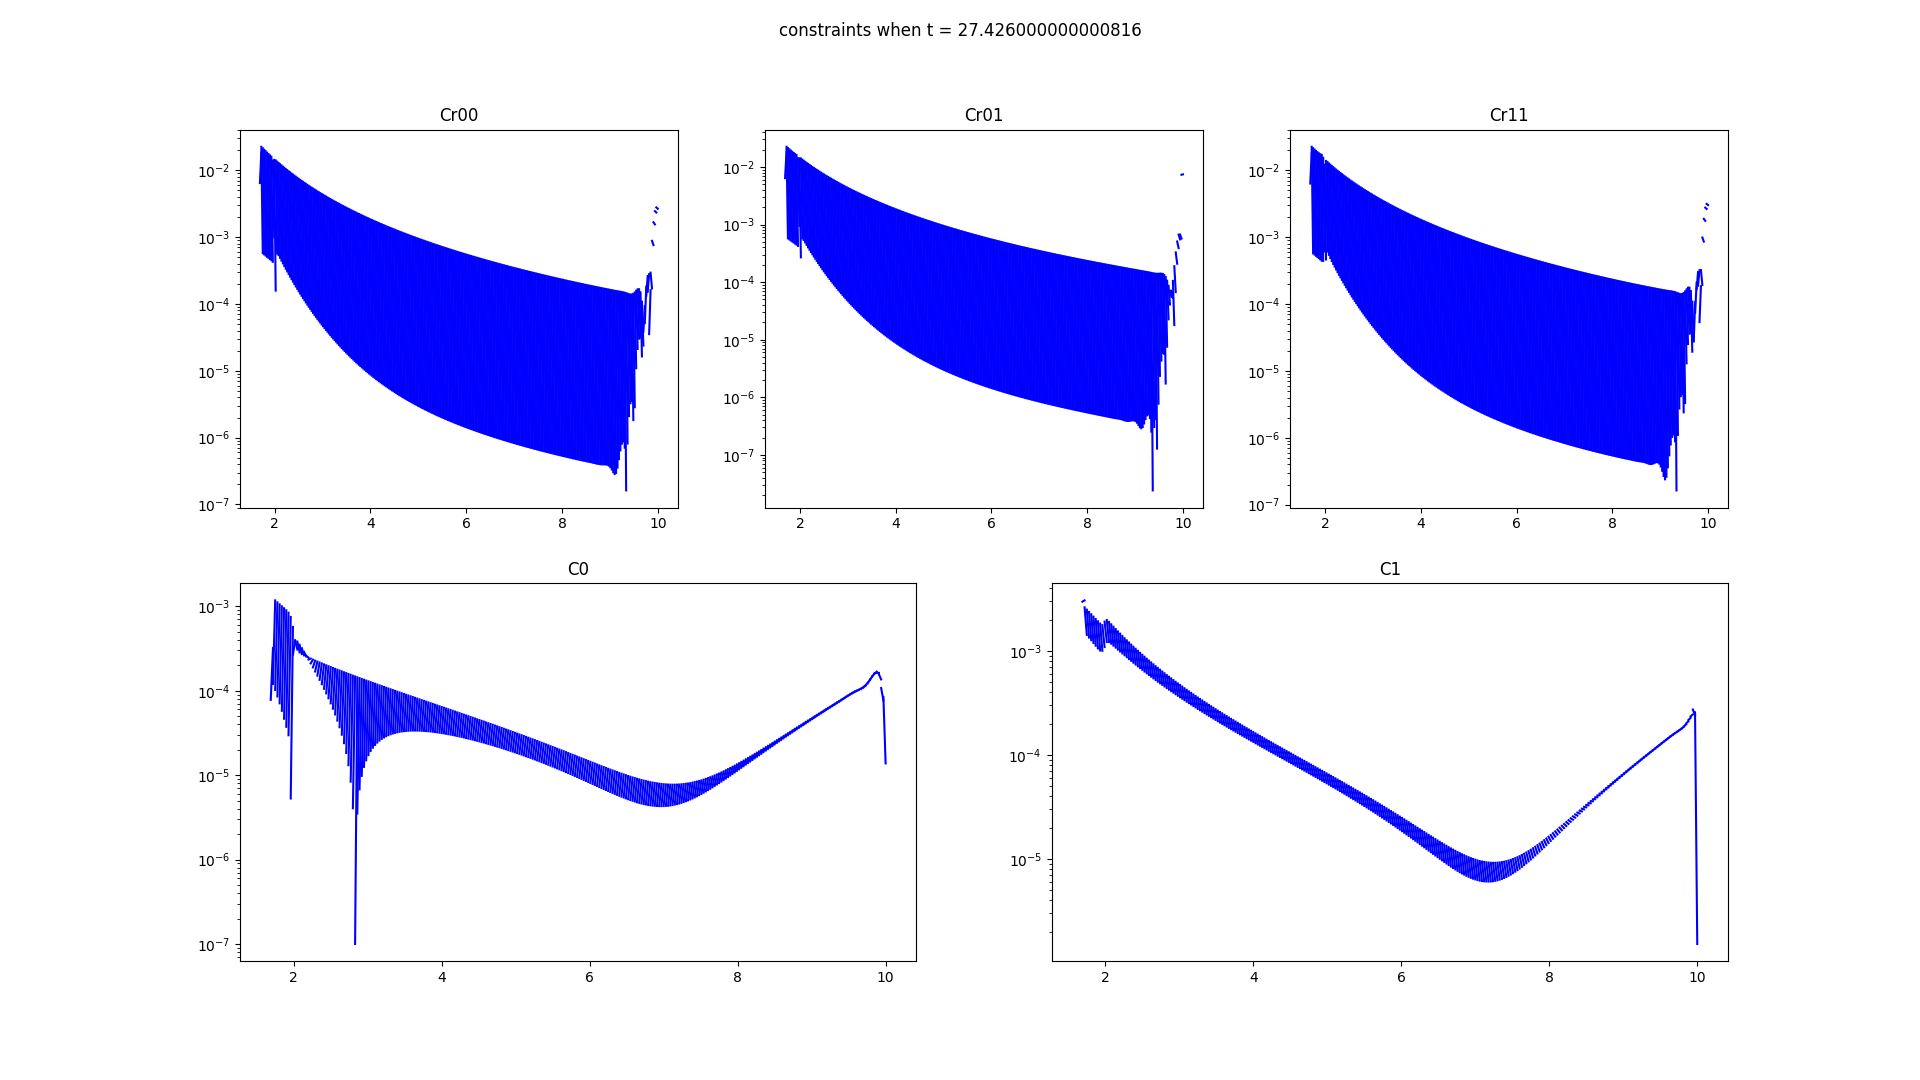 constraints when t = 27.426000000000816
Cr00 Cr01 Cr11
10⁻² 10⁻² 10⁻²
10⁻³ 10⁻³ 10⁻³
10⁻⁴ 10⁻⁴ 10⁻⁴
10⁻⁵ 10⁻⁵ 10⁻⁵
10⁻⁶ 10⁻⁶ 10⁻⁶
10⁻⁷ 10⁻⁷ 10⁻⁷
2 4 6 8 10 2 4 6 8 10 2 4 6 8 10
C0 C1
10⁻³ 10⁻³
10⁻⁴ 10⁻⁴
10⁻⁵ 10⁻⁵
10⁻⁶
10⁻⁷
2 4 6 8 10 2 4 6 8 10